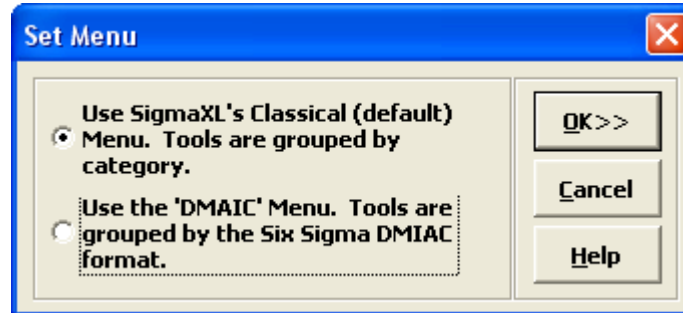 Set Menu
Use SigmaXL's Classical (default)
Menu. Tools are grouped by
category.
Use the 'DMAIC' Menu. Tools are
grouped by the Six Sigma DMIAC
format.
OK>>
Cancel
Help